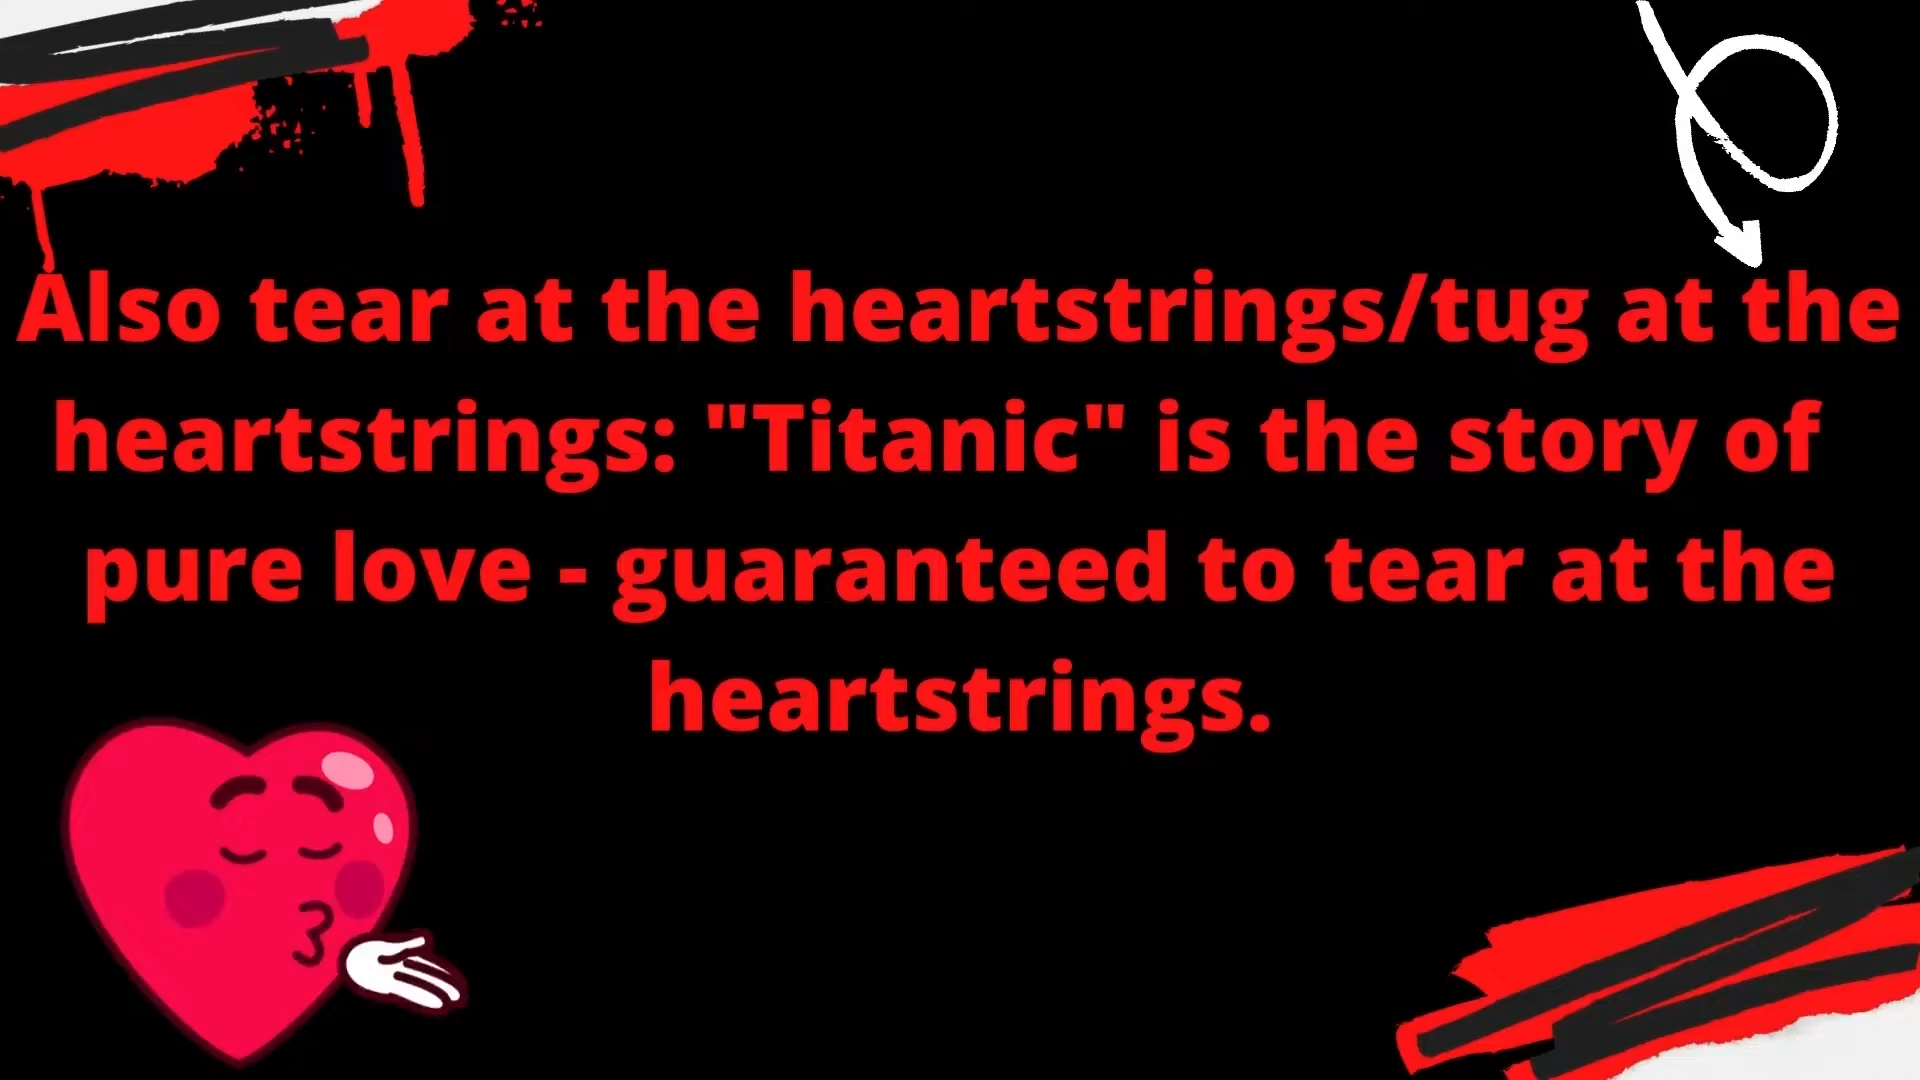 Also tear at the heartstrings/tug at the
heartstrings: "Titanic" is the story of
pure love - guaranteed to tear at the
heartstrings.